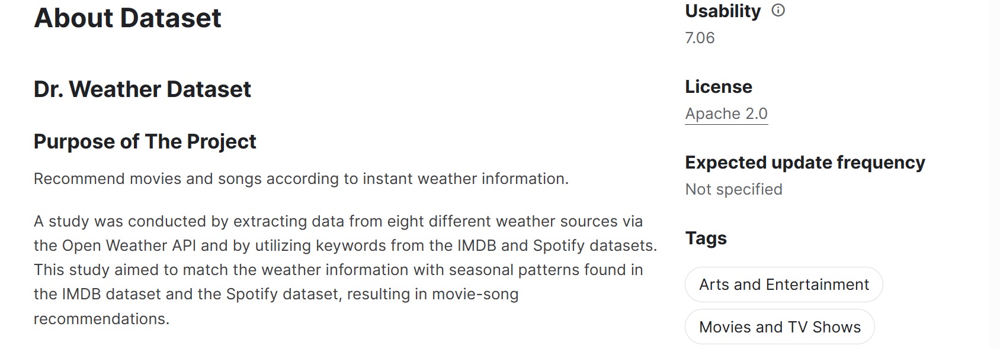 About Dataset
Dr. Weather Dataset
Purpose of The Project
Recommend movies and songs according to instant weather information.
A study was conducted by extracting data from eight different weather sources via
the Open Weather API and by utilizing keywords from the IMDB and Spotify datasets.
This study aimed to match the weather information with seasonal patterns found in
the IMDB dataset and the Spotify dataset, resulting in movie-song
recommendations.
Usability
7.06
License
Apache 2.0
Expected update frequency
Not specified
Tags
Arts and Entertainment
Movies and TV Shows